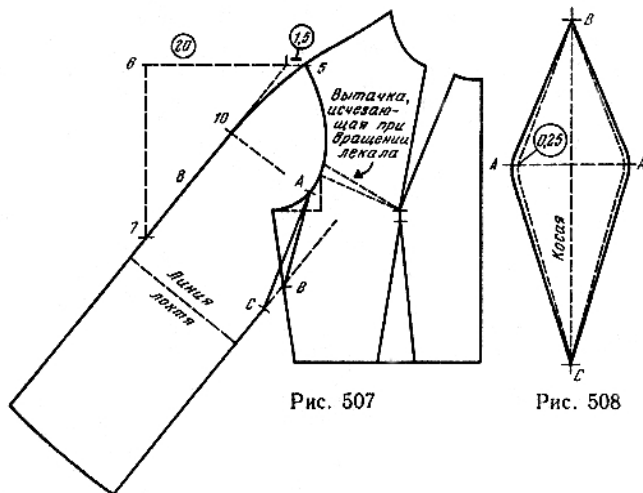 20
1,5
6
5
Вытачка,
исчезаю-
щая при
вращении
лекала
10
8
A
7
Линия
локтя
C
B
Рис. 507
B
0,25
A
A
Косая
C
Рис. 508